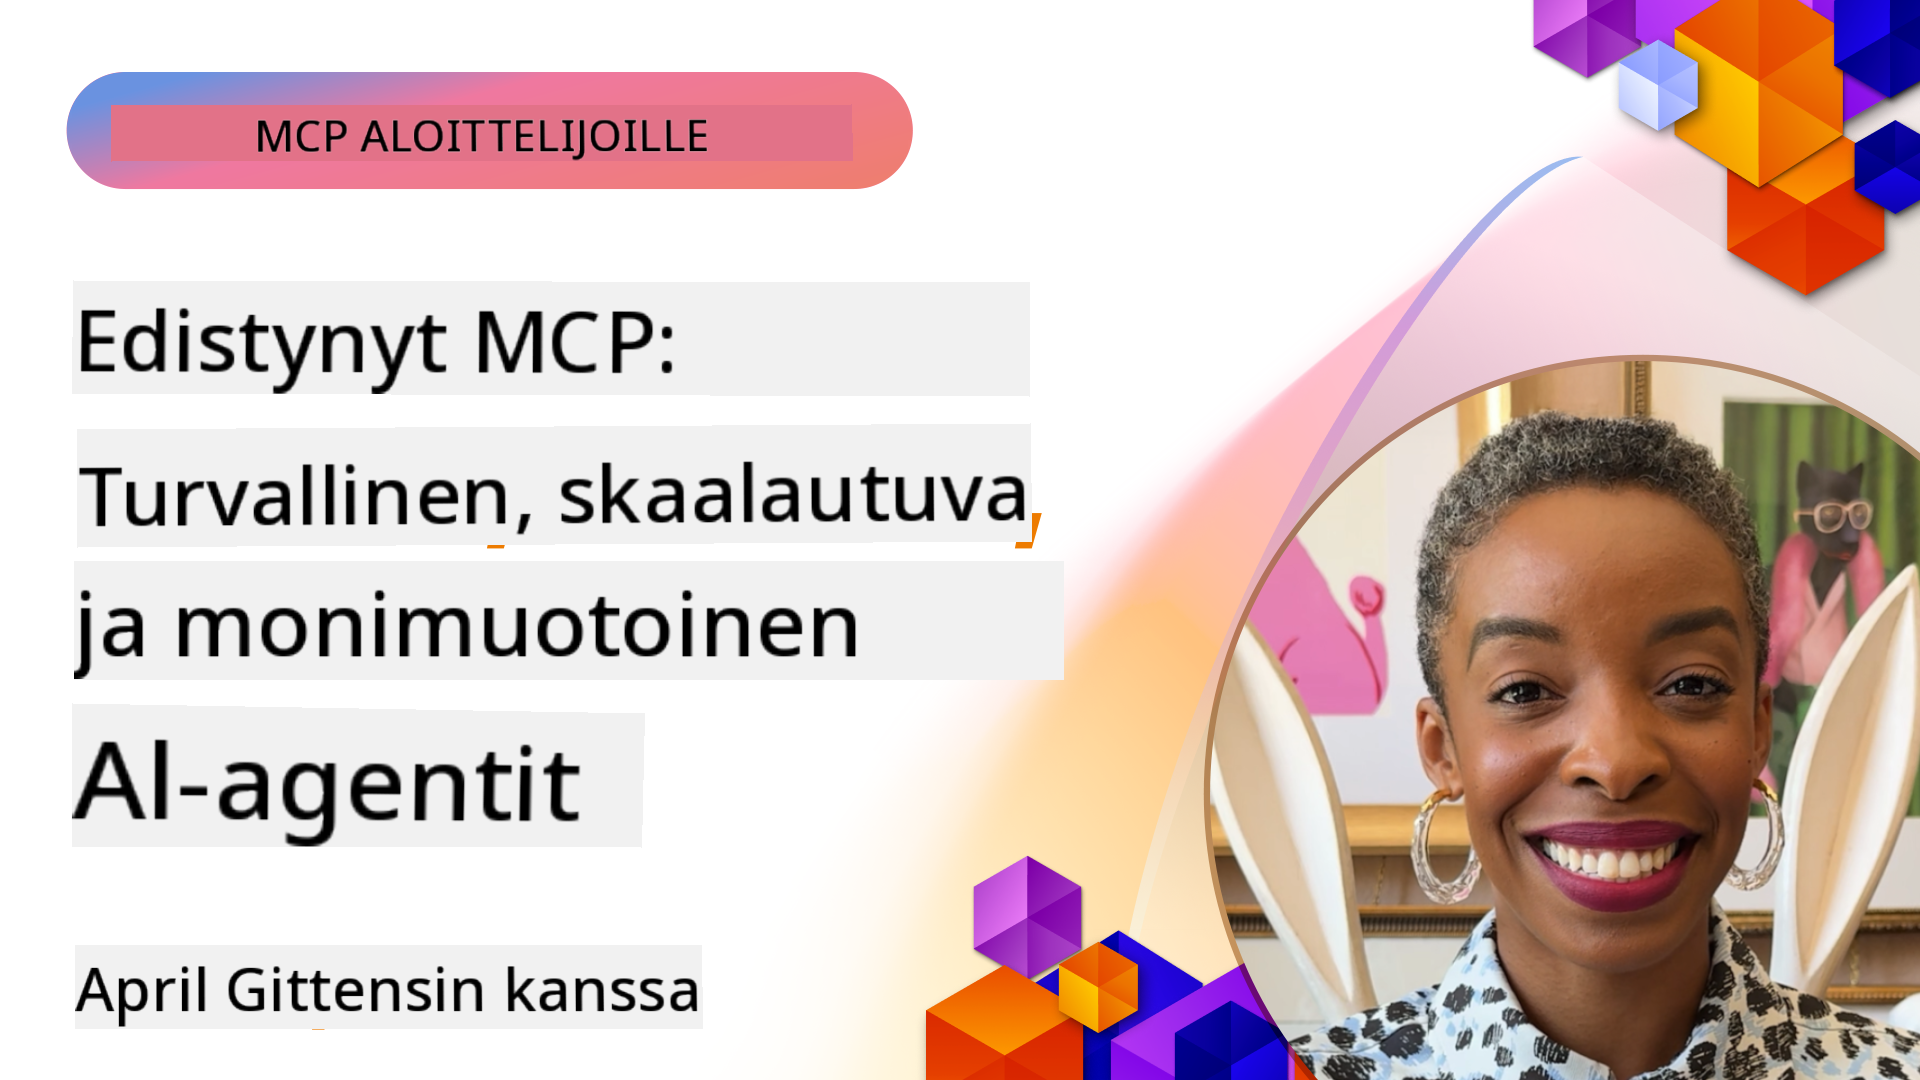 MCP ALOITTELIJOILLE
Edistynyt MCP:
Turvallinen, skaalautuva
ja monimuotoinen
AI-agentit
April Gittensin kanssa